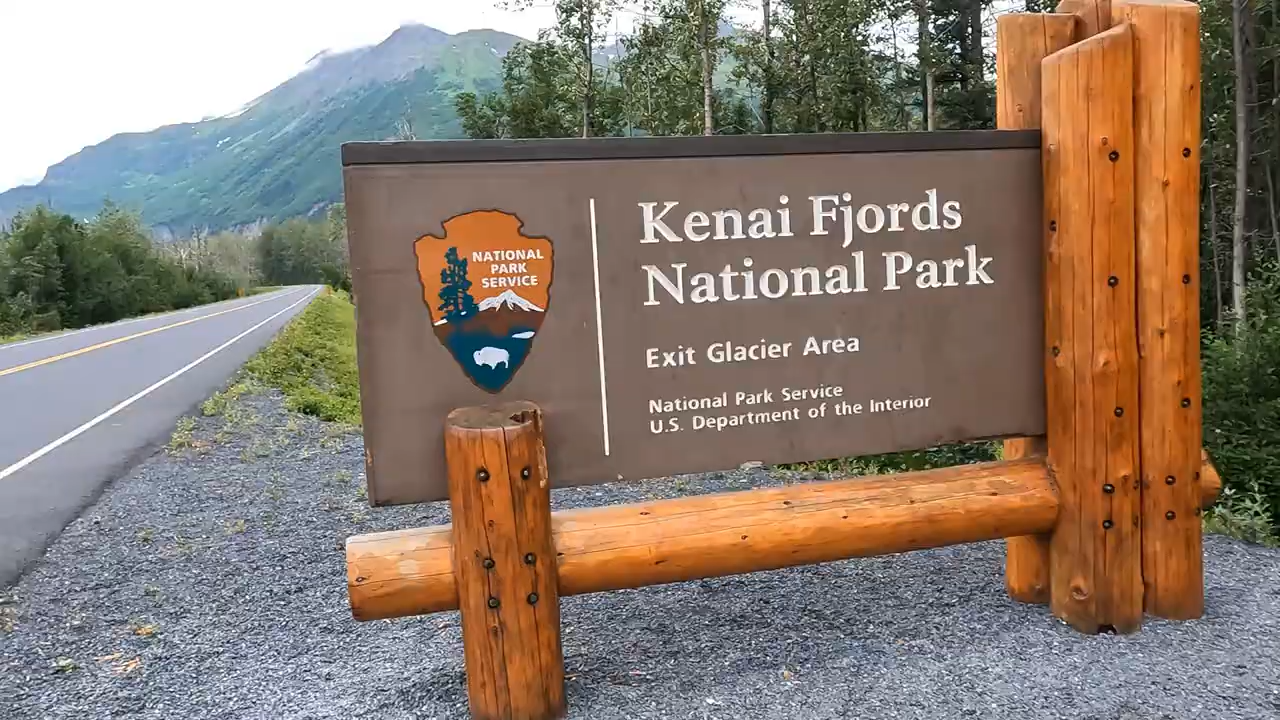 NATIONAL
PARK
SERVICE
Kenai Fjords
National Park
Exit Glacier Area
National Park Service
U.S. Department of the Interior